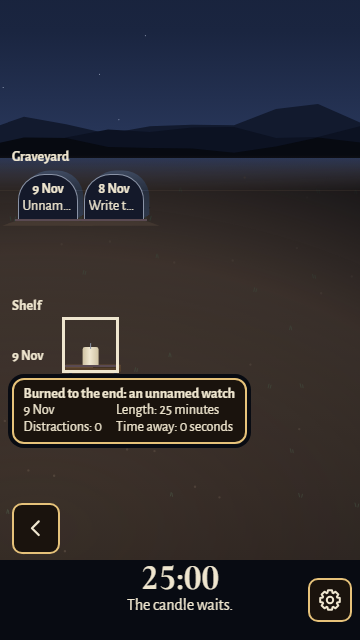 Graveyard
9 Nov
Unnam...
8 Nov
Write t...
Shelf
9 Nov
Burned to the end: an unnamed watch
9 Nov
Length: 25 minutes
Distractions: 0
Time away: 0 seconds
25:00
The candle waits.